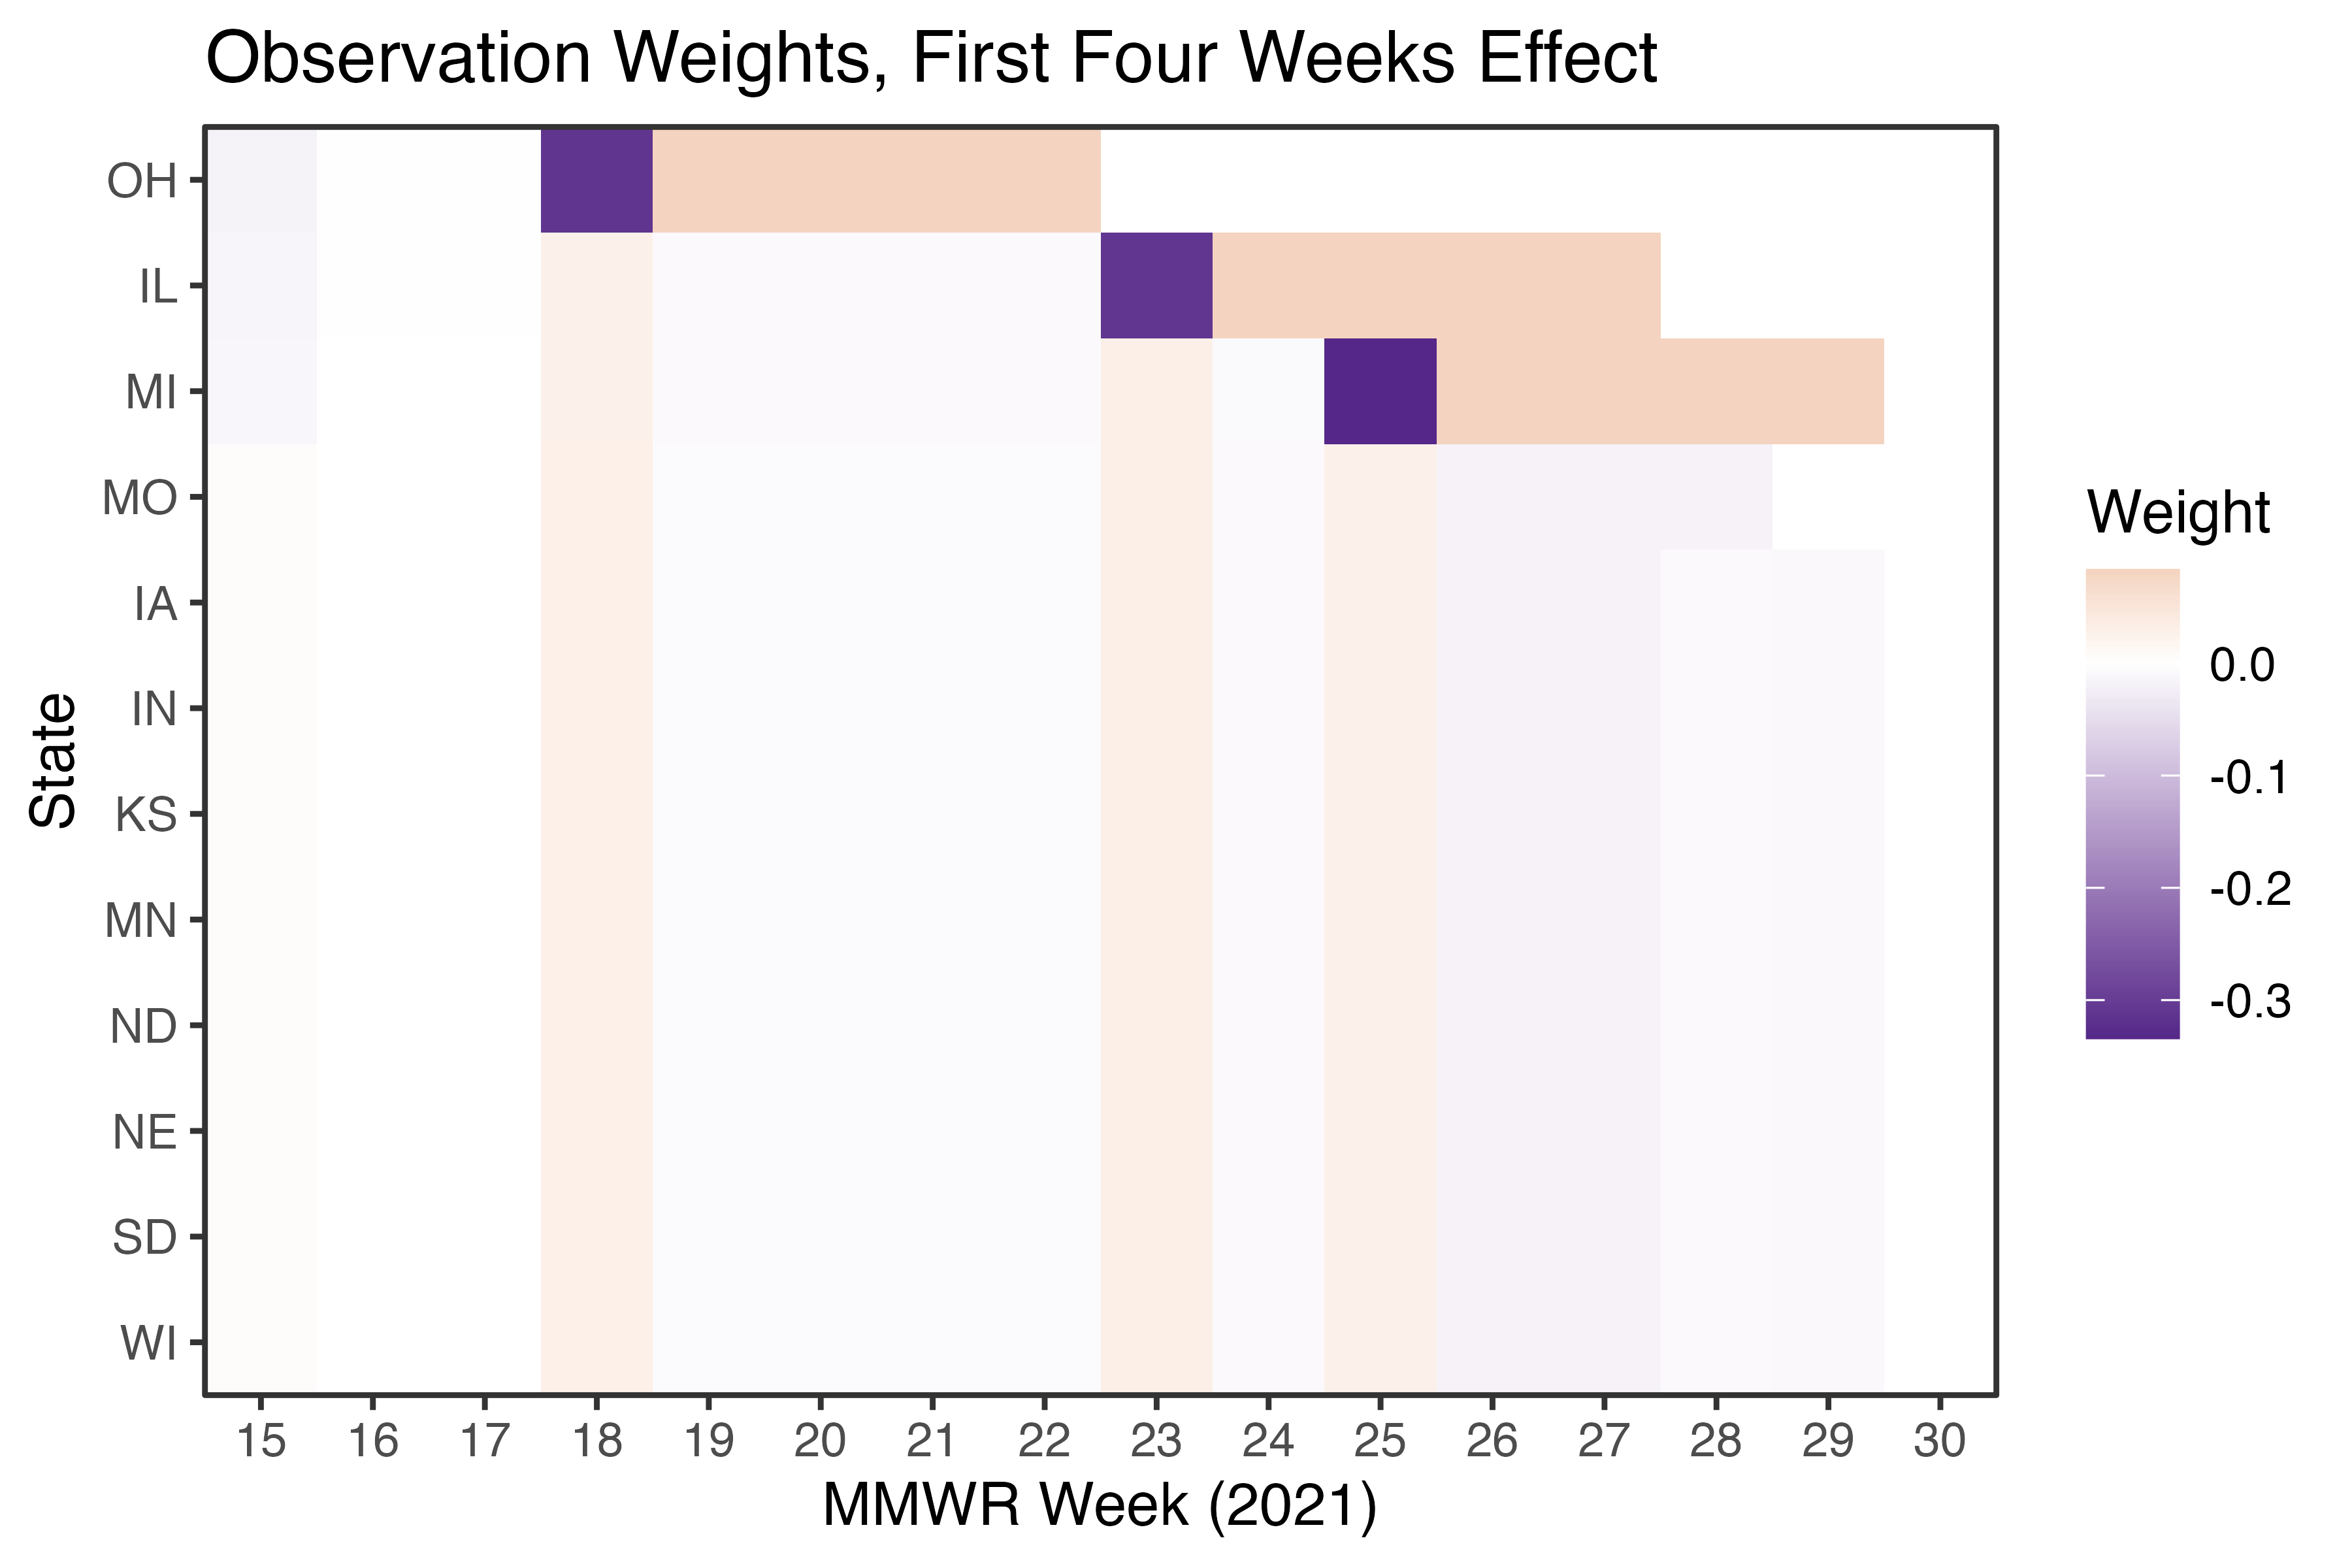 Observation Weights, First Four Weeks Effect
State
OH
IL
MI
MO
IA
IN
KS
MN
ND
NE
SD
WI
15 16 17 18 19 20 21 22 23 24 25 26 27 28 29 30
MMWR Week (2021)
Weight
0.0
-0.1
-0.2
-0.3